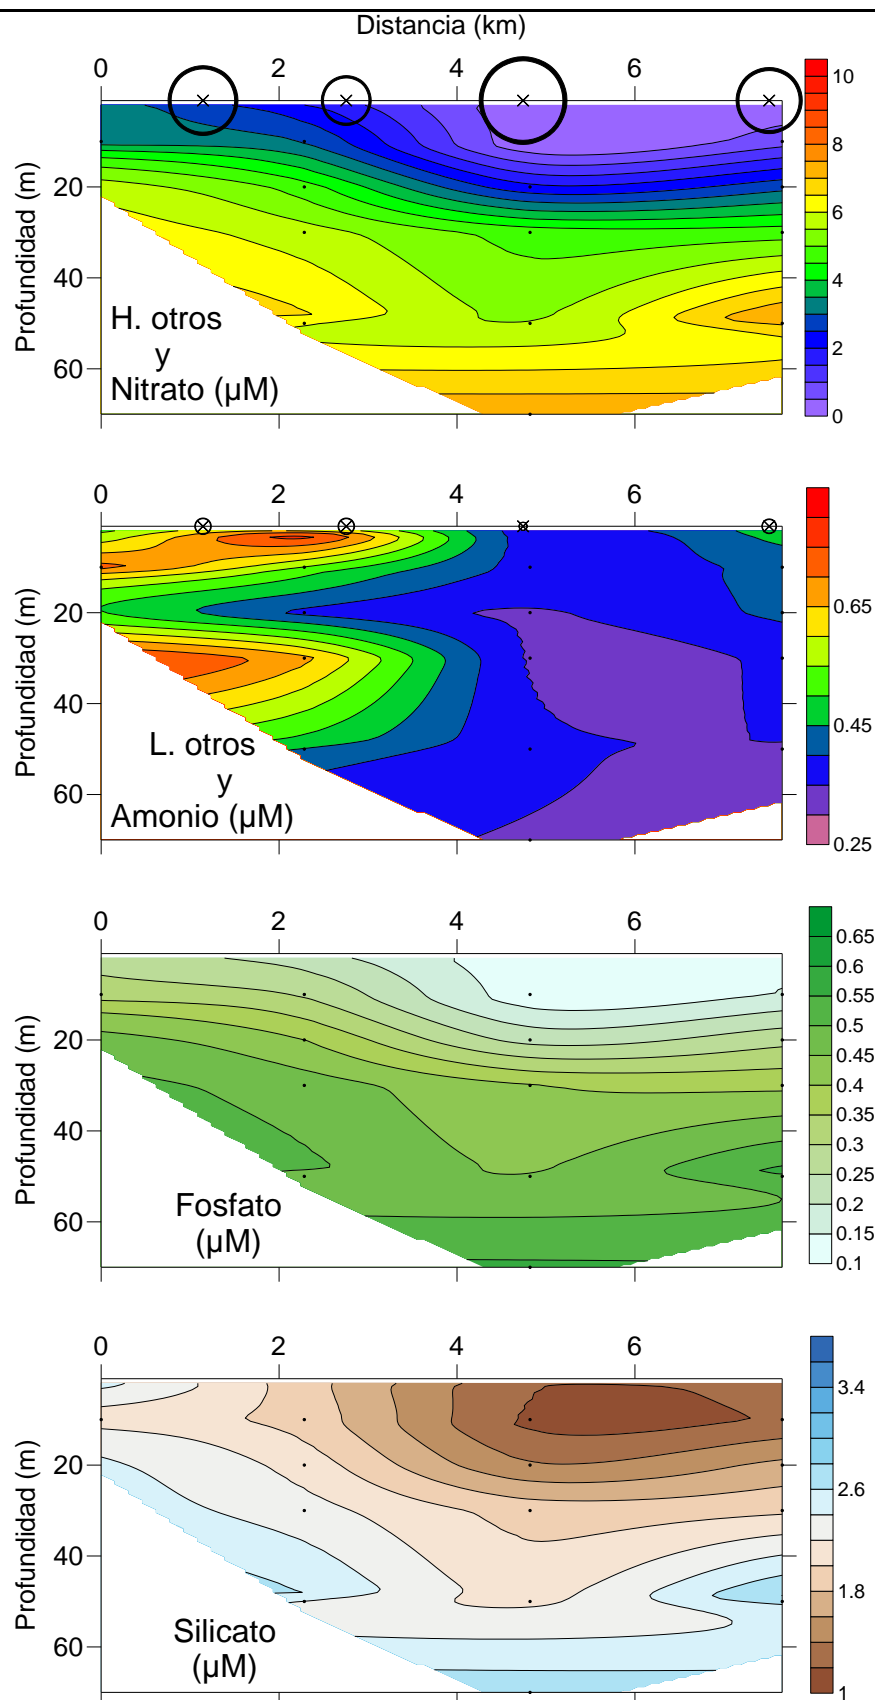 Distancia (km)
0 2 4 6
Profundidad (m)
20
40
60
H. otros
y
Nitrato (µM)
10
8
6
4
2
0
0 2 4 6
Profundidad (m)
20
40
60
L. otros
y
Amonio (µM)
0.65
0.45
0.25
0 2 4 6
Profundidad (m)
20
40
60
Fosfato
(µM)
0.65
0.6
0.55
0.5
0.45
0.4
0.35
0.3
0.25
0.2
0.15
0.1
0 2 4 6
Profundidad (m)
20
40
60
Silicato
(µM)
3.4
2.6
1.8
1